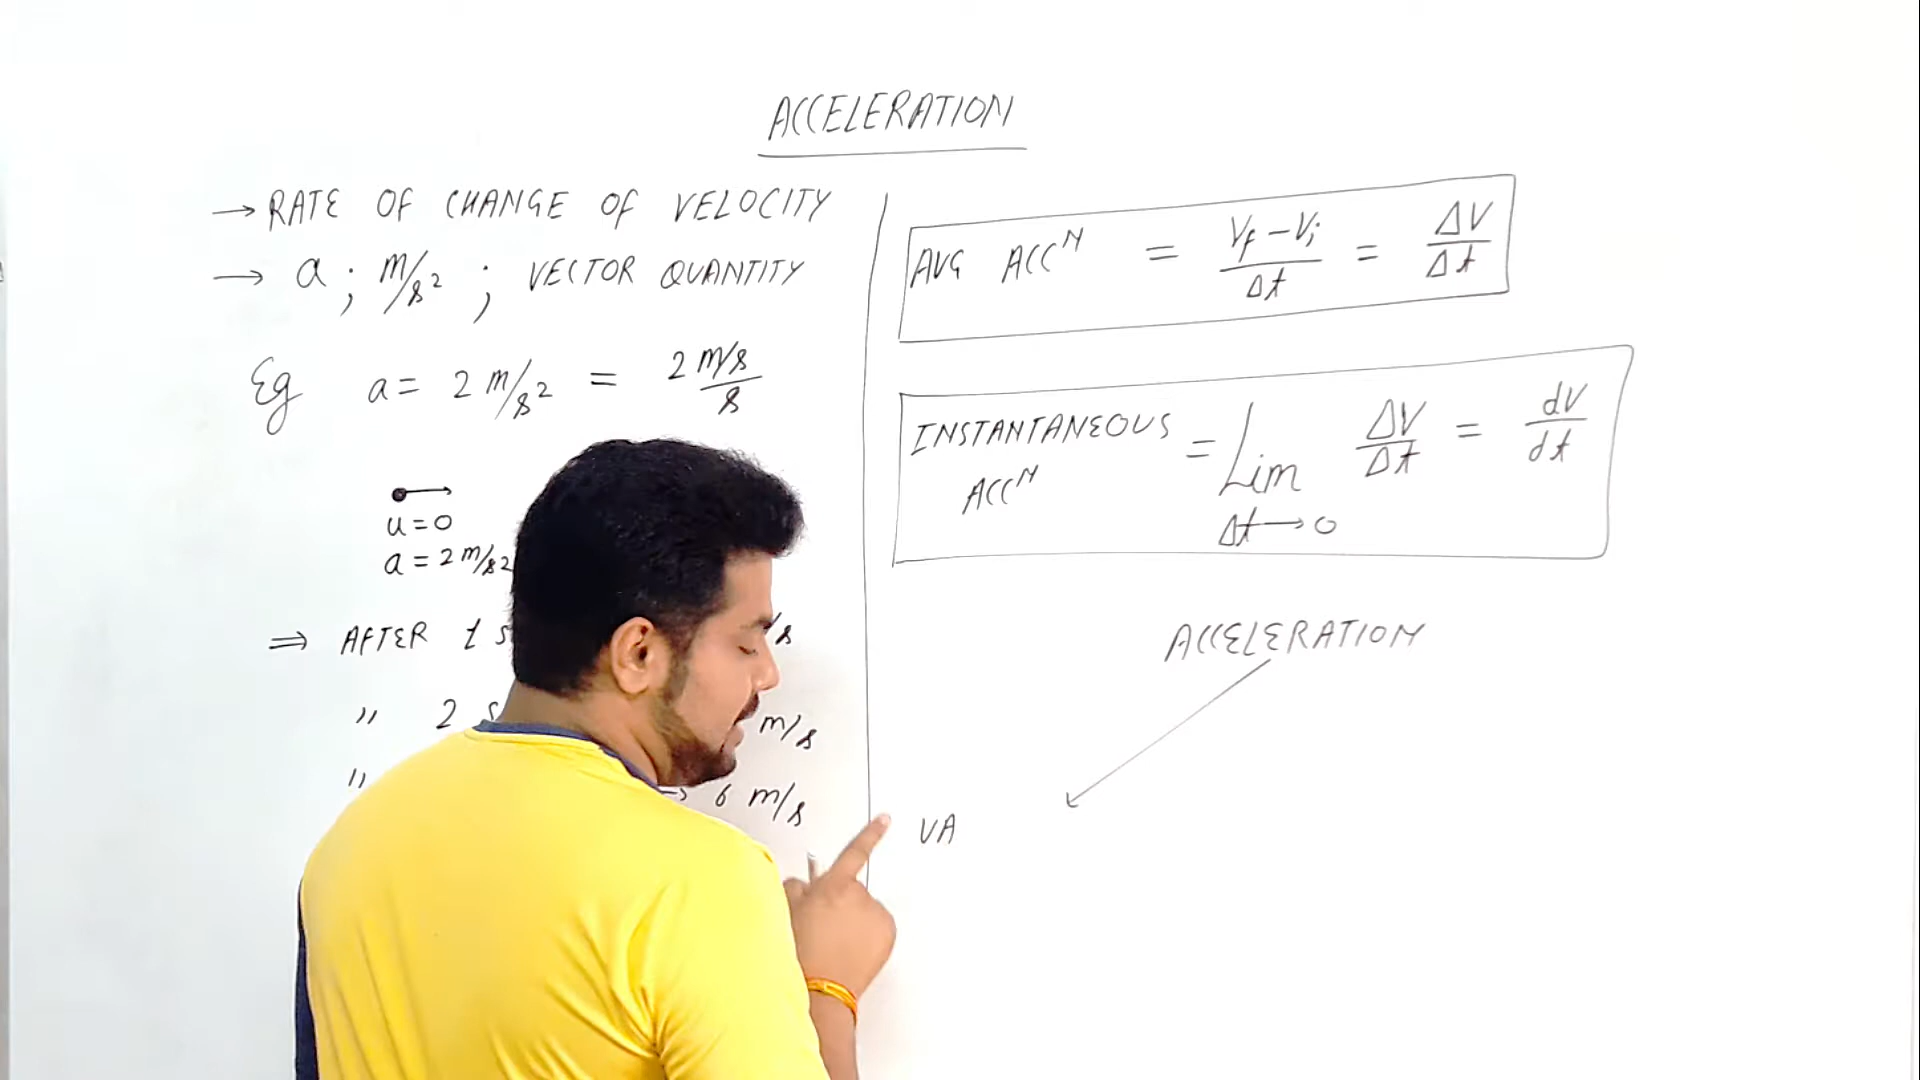 ACCELERATION
→ RATE OF CHANGE OF VELOCITY
→ a ; m/s² ; VECTOR QUANTITY
Eg a = 2 m/s² = 2 m/s / s
u = 0
a = 2 m/s²
⇒ AFTER 1 s /s
" 2 s m/s
" → 6 m/s
AVG ACCᴺ = Vf - Vi / Δt = ΔV / Δt
INSTANTANEOUS ACCᴺ = Lim Δt → 0 ΔV / Δt = dV / dt
ACCELERATION
VA